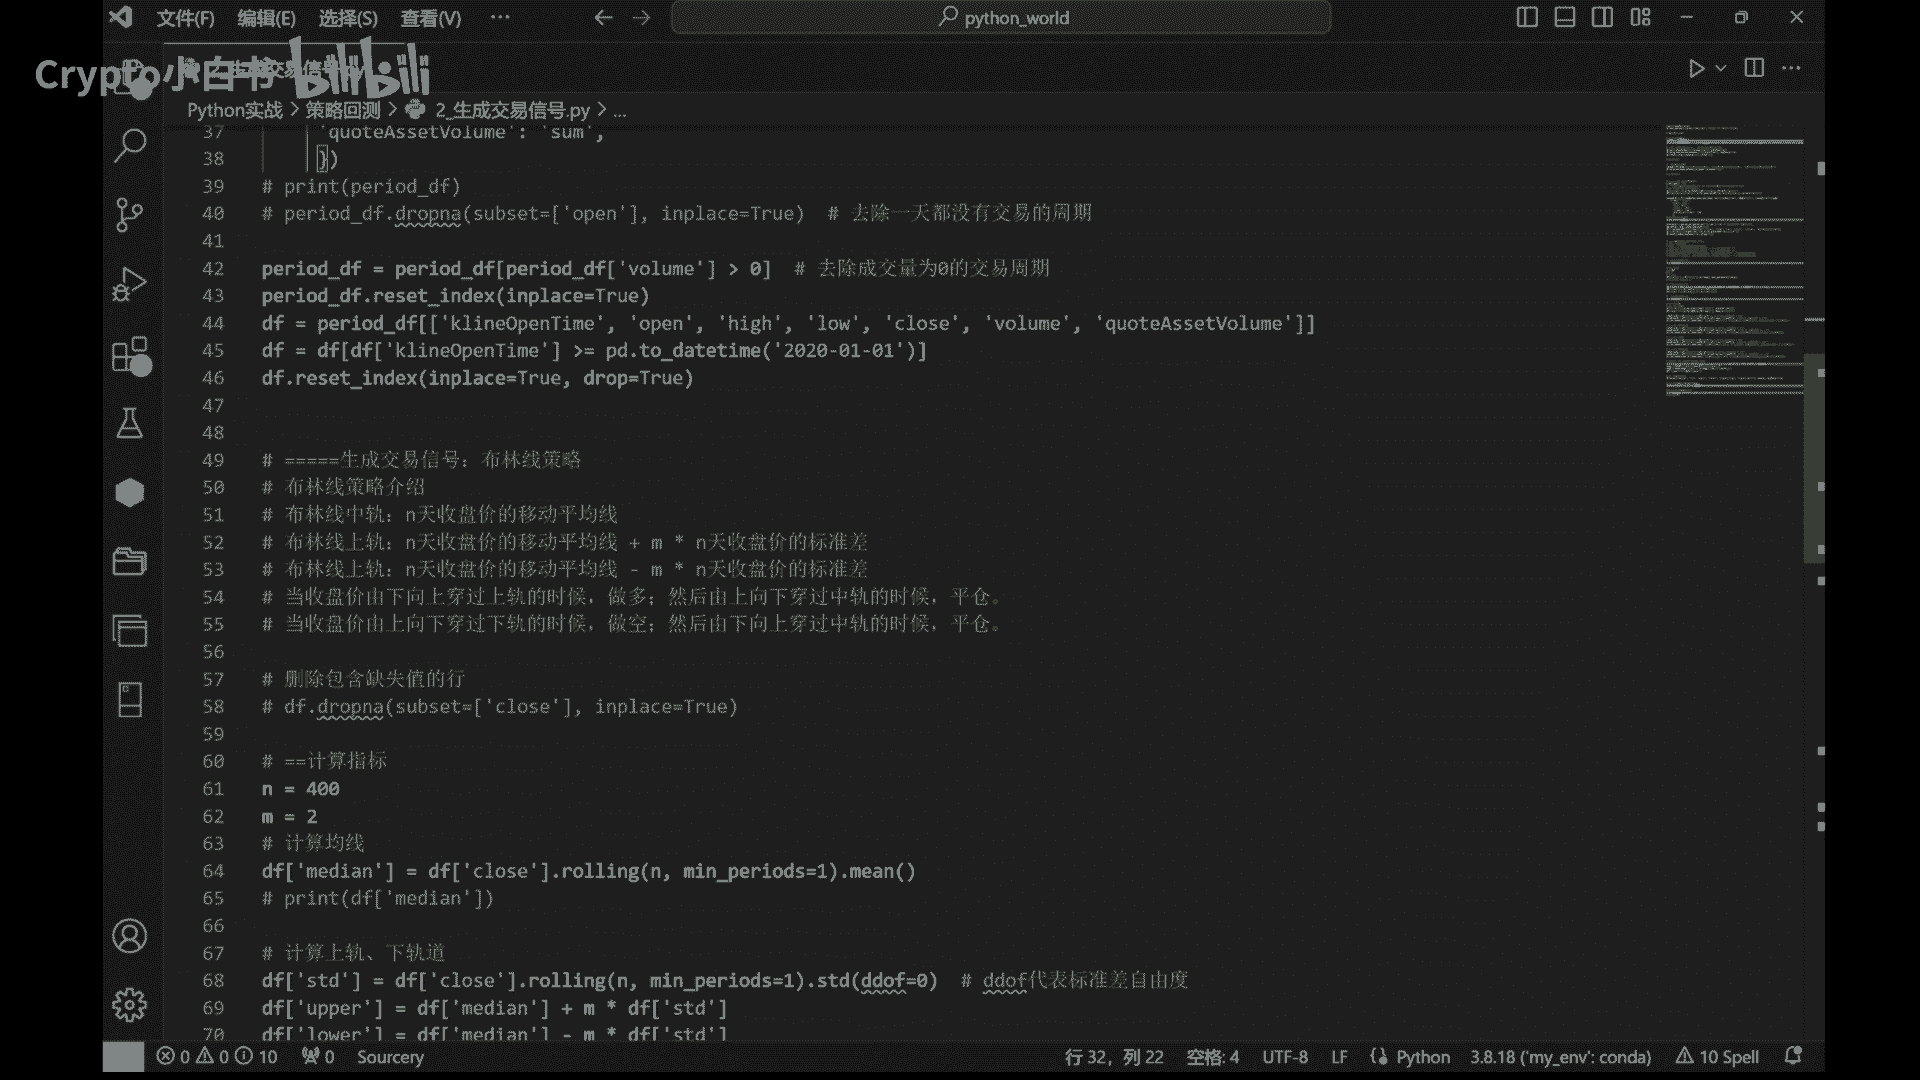 文件(F) 编辑(E) 选择(S) 查看(V) ··· python_world
Crypto小白书 bilibili
Python实战 > 策略回测 > 2_生成交易信号.py > ...
37 'quoteAssetVolume': 'sum',
38 })
39 # print(period_df)
40 # period_df.dropna(subset=['open'], inplace=True)  # 去除一天都没有交易的周期
41
42 period_df = period_df[period_df['volume'] > 0]  # 去除成交量为0的交易周期
43 period_df.reset_index(inplace=True)
44 df = period_df[['klineOpenTime', 'open', 'high', 'low', 'close', 'volume', 'quoteAssetVolume']]
45 df = df[df['klineOpenTime'] >= pd.to_datetime('2020-01-01')]
46 df.reset_index(inplace=True, drop=True)
47
48
49 # =====生成交易信号：布林线策略
50 # 布林线策略介绍
51 # 布林线中轨：n天收盘价的移动平均线
52 # 布林线上轨：n天收盘价的移动平均线 + m * n天收盘价的标准差
53 # 布林线上轨：n天收盘价的移动平均线 - m * n天收盘价的标准差
54 # 当收盘价由下向上穿过上轨的时候，做多；然后由上向下穿过中轨的时候，平仓。
55 # 当收盘价由上向下穿过下轨的时候，做空；然后由下向上穿过中轨的时候，平仓。
56
57 # 删除包含缺失值的行
58 # df.dropna(subset=['close'], inplace=True)
59
60 # ==计算指标
61 n = 400
62 m = 2
63 # 计算均线
64 df['median'] = df['close'].rolling(n, min_periods=1).mean()
65 # print(df['median'])
66
67 # 计算上轨、下轨道
68 df['std'] = df['close'].rolling(n, min_periods=1).std(ddof=0)  # ddof代表标准差自由度
69 df['upper'] = df['median'] + m * df['std']
70 df['lower'] = df['median'] - m * df['std']
0 0 10 0 Sourcery 行 32，列 22 空格: 4 UTF-8 LF Python 3.8.18 ('my_env': conda) 10 Spell